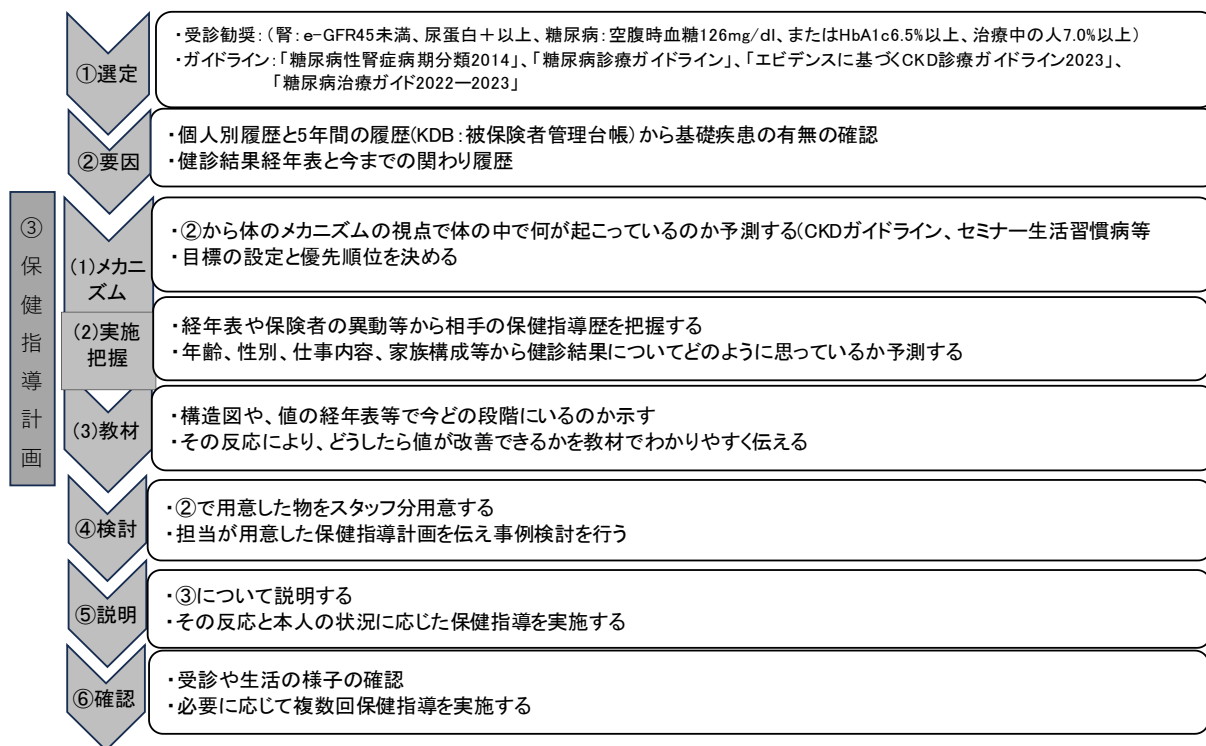 ①選定
・受診勧奨：（腎：e-GFR45未満、尿蛋白＋以上、糖尿病：空腹時血糖126mg/dl、またはHbA1c6.5%以上、治療中の人7.0%以上）
・ガイドライン：「糖尿病性腎症病期分類2014」、「糖尿病診療ガイドライン」、「エビデンスに基づくCKD診療ガイドライン2023」、
「糖尿病治療ガイド2022ー2023」
②要因
・個人別履歴と5年間の履歴(KDB：被保険者管理台帳）から基礎疾患の有無の確認
・健診結果経年表と今までの関わり履歴
③保健指導計画
(1)メカニ
ズム
・②から体のメカニズムの視点で体の中で何が起こっているのか予測する(CKDガイドライン、セミナー生活習慣病等
・目標の設定と優先順位を決める
(2)実施
把握
・経年表や保険者の異動等から相手の保健指導歴を把握する
・年齢、性別、仕事内容、家族構成等から健診結果についてどのように思っているか予測する
(3)教材
・構造図や、値の経年表等で今どの段階にいるのか示す
・その反応により、どうしたら値が改善できるかを教材でわかりやすく伝える
④検討
・②で用意した物をスタッフ分用意する
・担当が用意した保健指導計画を伝え事例検討を行う
⑤説明
・③について説明する
・その反応と本人の状況に応じた保健指導を実施する
⑥確認
・受診や生活の様子の確認
・必要に応じて複数回保健指導を実施する